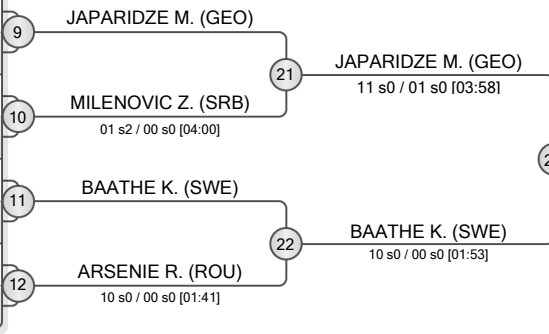 JAPARIDZE M. (GEO)
9
21
JAPARIDZE M. (GEO)
11 s0 / 01 s0 [03:58]
MILENOVIC Z. (SRB)
10
01 s2 / 00 s0 [04:00]
BAATHE K. (SWE)
11
22
BAATHE K. (SWE)
10 s0 / 00 s0 [01:53]
ARSENIE R. (ROU)
12
10 s0 / 00 s0 [01:41]